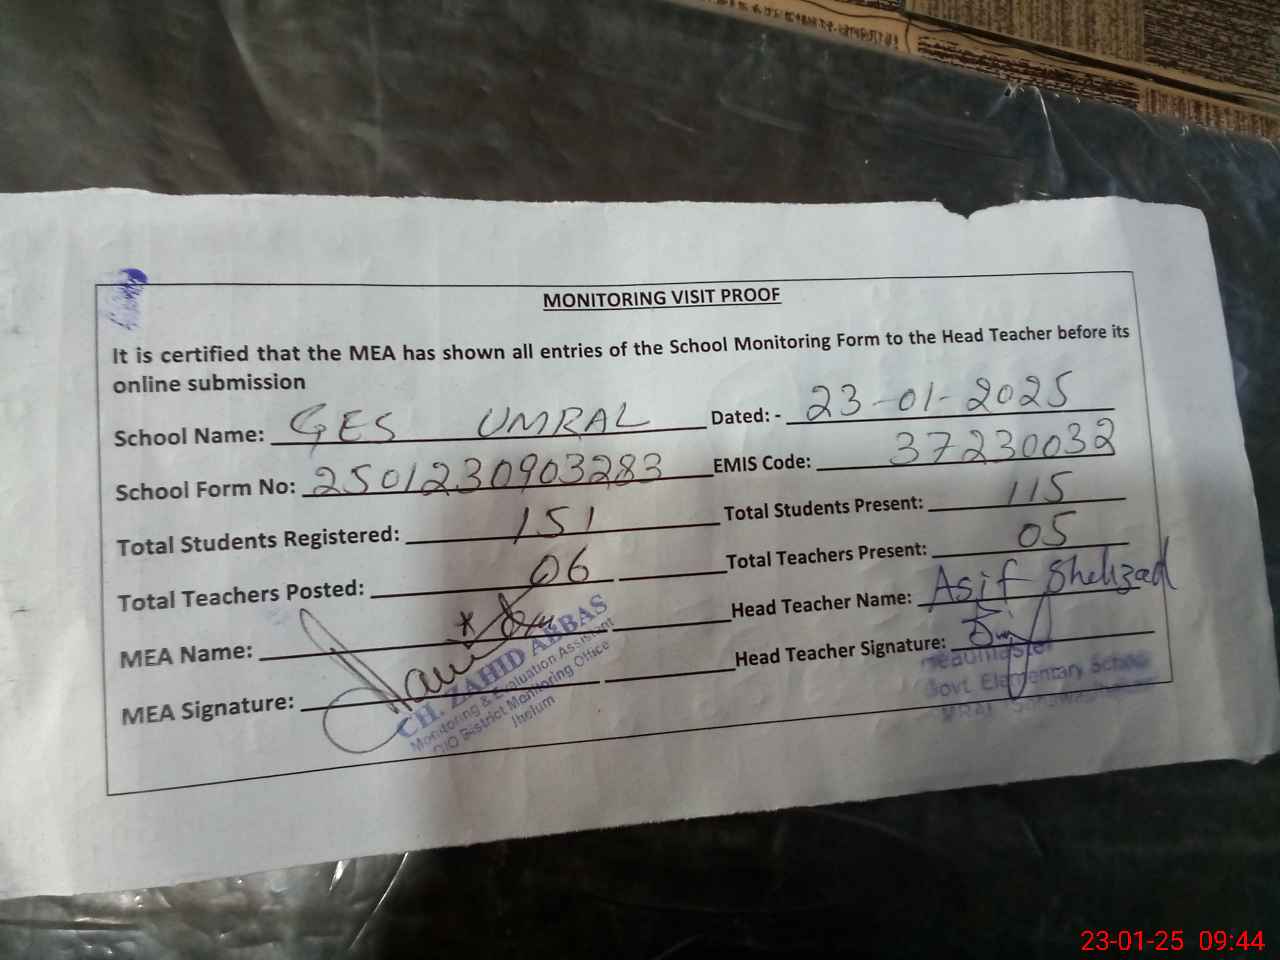 MONITORING VISIT PROOF
It is certified that the MEA has shown all entries of the School Monitoring Form to the Head Teacher before its
online submission
School Name: GES UMRAL Dated: - 23-01-2025
School Form No: 2501230903283 EMIS Code: 37230032
Total Students Registered: 151 Total Students Present: 115
Total Teachers Posted: 06 Total Teachers Present: 05
MEA Name: Head Teacher Name: Asif Shehzad
MEA Signature: Head Teacher Signature:
CH. ZAHID ABBAS
Monitoring & Evaluation Assistant
O/O District Monitoring Office
Jhelum
Headmaster
Govt. Elementary School
23-01-25 09:44